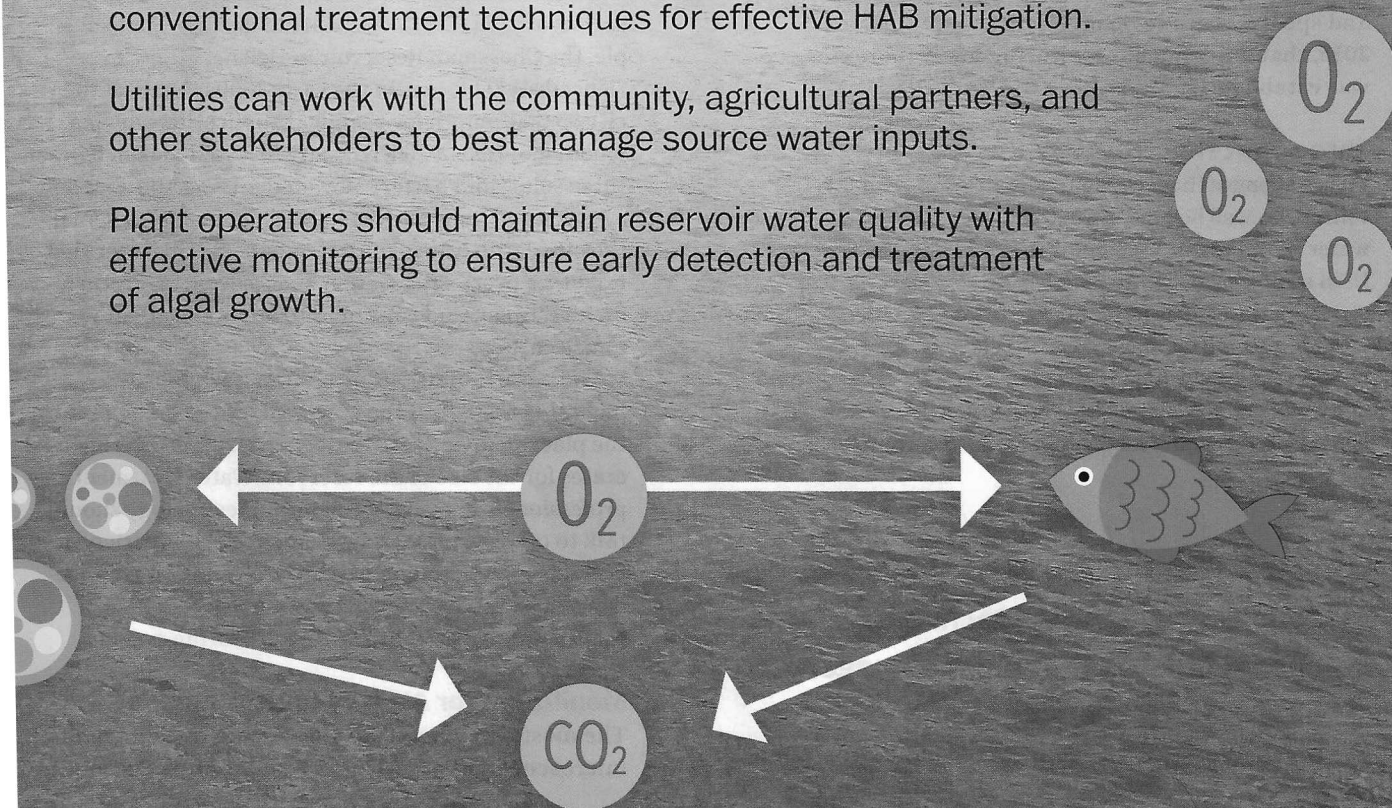 conventional treatment techniques for effective HAB mitigation.
Utilities can work with the community, agricultural partners, and
other stakeholders to best manage source water inputs.
Plant operators should maintain reservoir water quality with
effective monitoring to ensure early detection and treatment
of algal growth.
O₂
O₂
O₂
O₂
CO₂